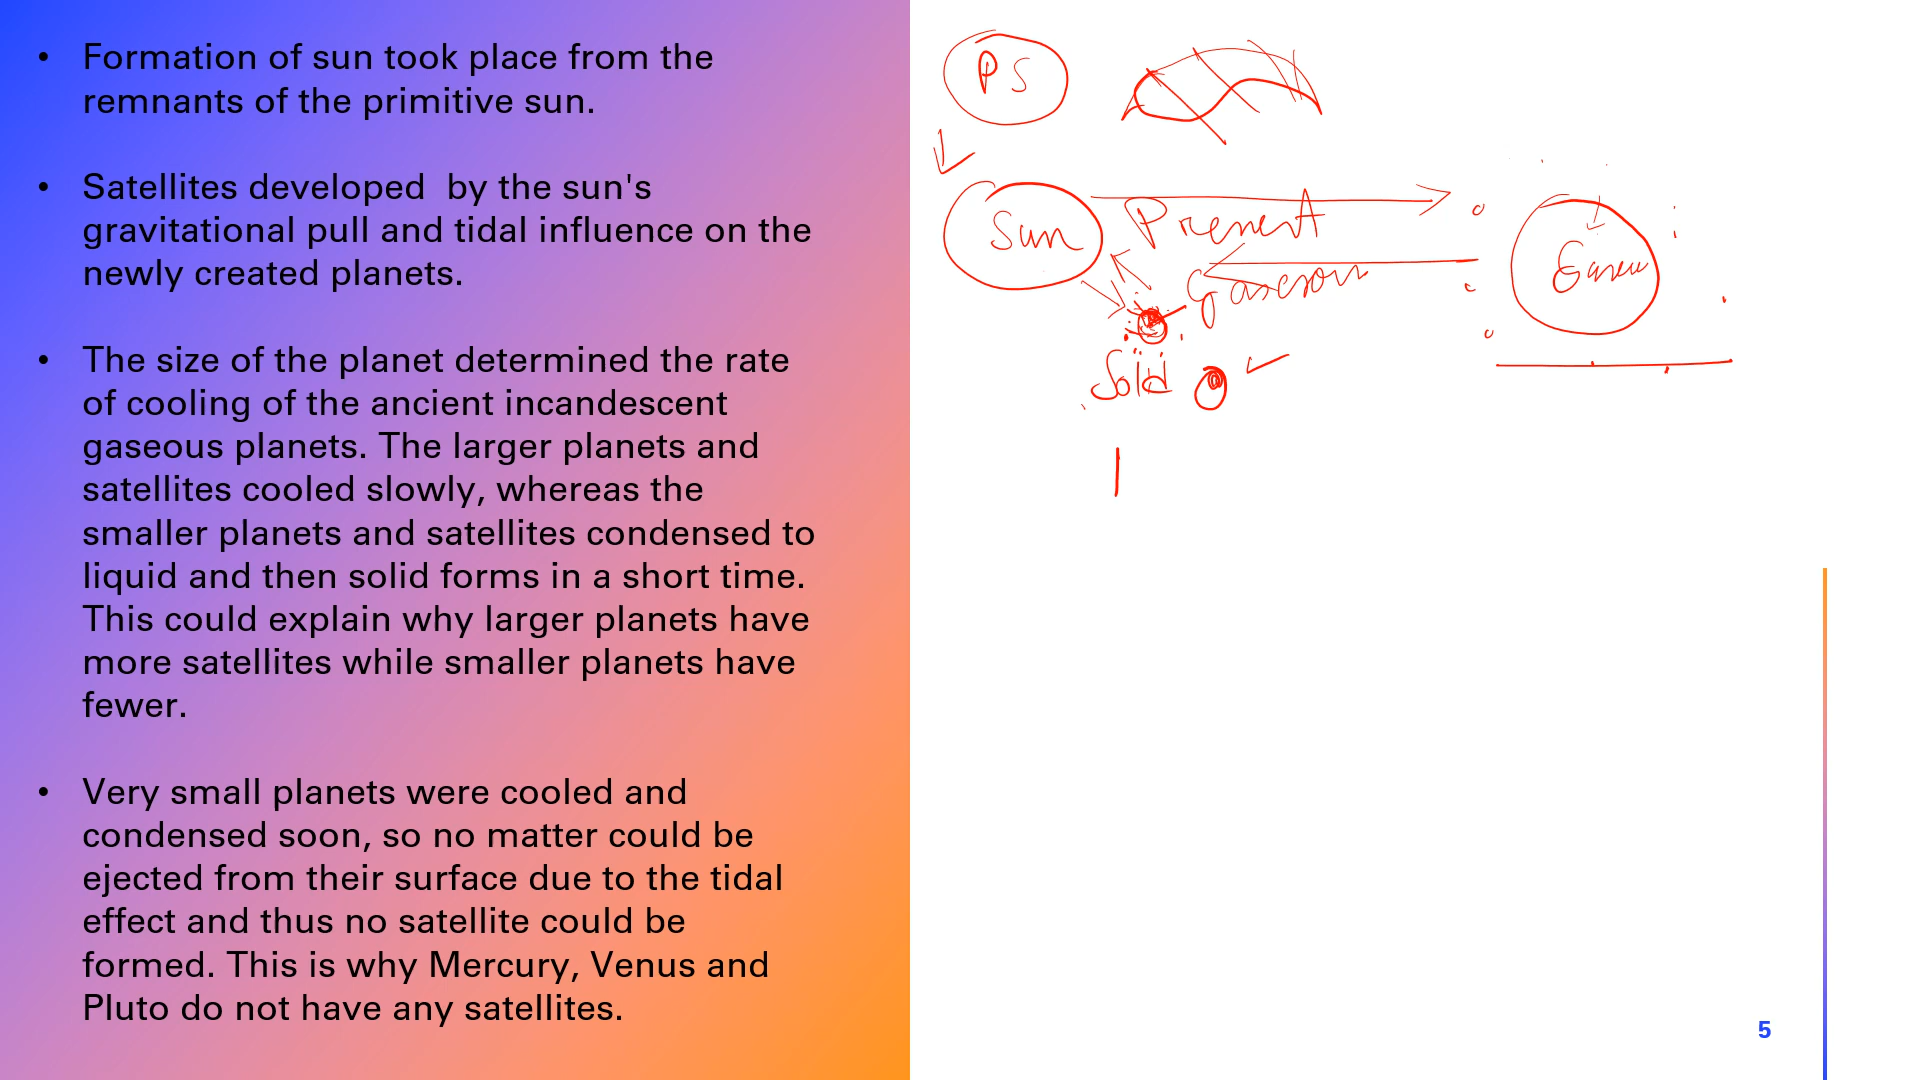 • Formation of sun took place from the
remnants of the primitive sun.
• Satellites developed  by the sun's
gravitational pull and tidal influence on the
newly created planets.
• The size of the planet determined the rate
of cooling of the ancient incandescent
gaseous planets. The larger planets and
satellites cooled slowly, whereas the
smaller planets and satellites condensed to
liquid and then solid forms in a short time.
This could explain why larger planets have
more satellites while smaller planets have
fewer.
• Very small planets were cooled and
condensed soon, so no matter could be
ejected from their surface due to the tidal
effect and thus no satellite could be
formed. This is why Mercury, Venus and
Pluto do not have any satellites.
PS
Sun
Solid
5